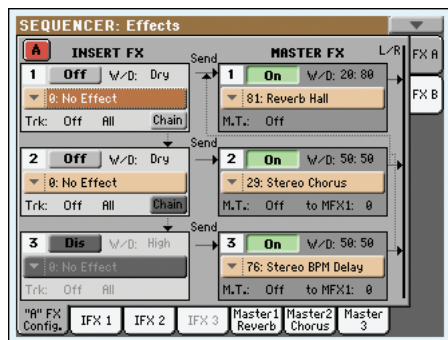 SEQUENCER: Effects
A INSERT FX Send MASTER FX L/R FX A
1 Off W/D: Dry 1 On W/D: 20:80
0: No Effect 81: Reverb Hall FX B
Trk: Off All Chain M.T.: Off
Send
2 Off W/D: Dry 2 On W/D: 50:50
0: No Effect 29: Stereo Chorus
Trk: Off All Chain M.T.: Off to MFX1: 0
Send
3 Dis W/D: High 3 On W/D: 50:50
0: No Effect 76: Stereo BPM Delay
Trk: Off All M.T.: Off to MFX1: 0
"A" FX Config. IFX 1 IFX 2 IFX 3 Master1 Reverb Master2 Chorus Master 3